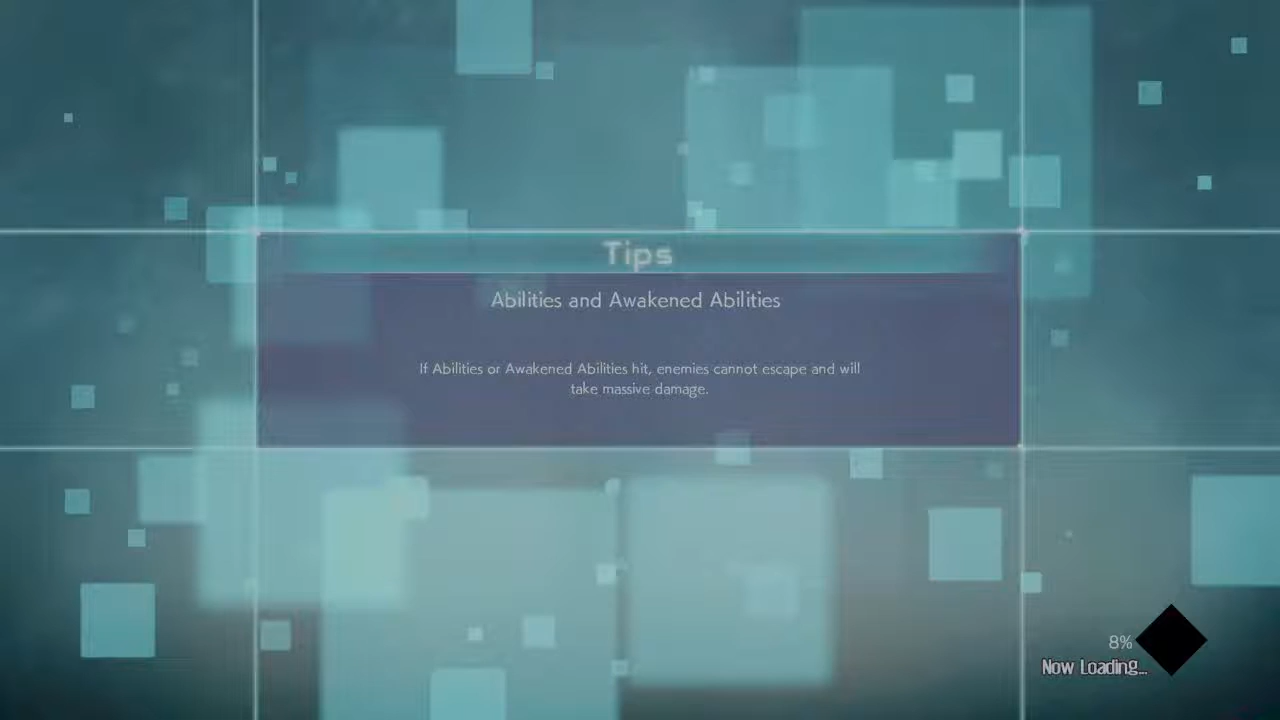 Tips
Abilities and Awakened Abilities
If Abilities or Awakened Abilities hit, enemies cannot escape and will
take massive damage.
8%
Now Loading...